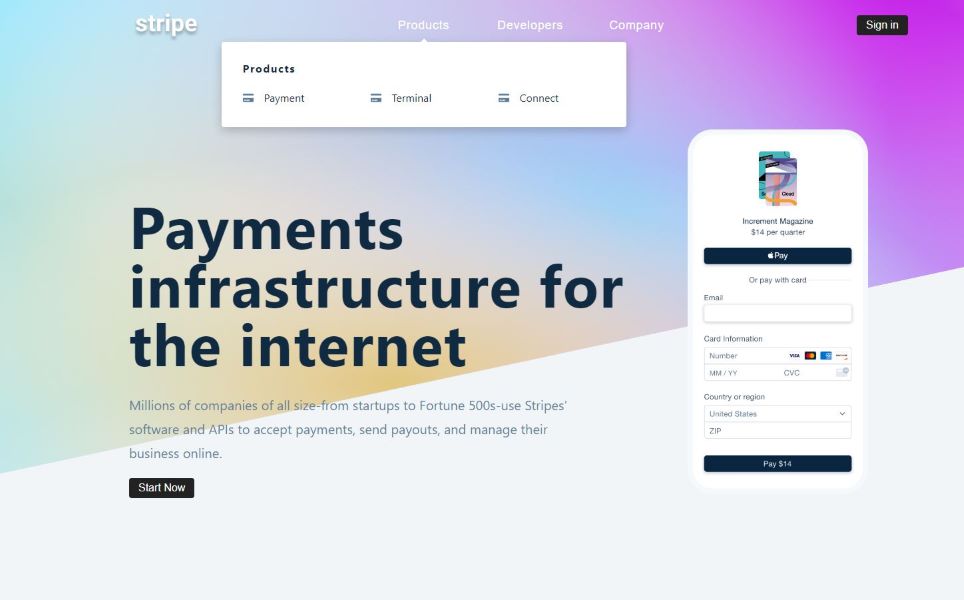 stripe
Products
Developers
Company
Sign in
Products
Payment
Terminal
Connect
Payments
infrastructure for
the internet
Millions of companies of all size-from startups to Fortune 500s-use Stripes'
software and APIs to accept payments, send payouts, and manage their
business online.
Start Now
Cloud
Increment Magazine
$14 per quarter
Pay
Or pay with card
Email
Card Information
Number
VISA
MM / YY
CVC
Country or region
United States
ZIP
Pay $14